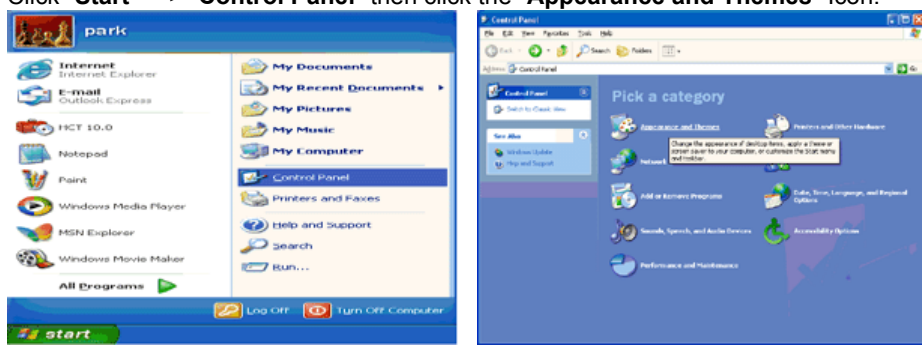 Click "Start" --> "Control Panel" then click the "Appearance and Themes" icon.
park
Internet
Internet Explorer
E-mail
Outlook Express
HCT 10.0
Notepad
Paint
Windows Media Player
MSN Explorer
Windows Movie Maker
All Programs
My Documents
My Recent Documents
My Pictures
My Music
My Computer
Control Panel
Printers and Faxes
Help and Support
Search
Run...
Log Off
Turn Off Computer
start
Control Panel
File Edit View Favorites Tools Help
Back
Search
Folders
Address
Control Panel
Go
Control Panel
Switch to Classic View
See Also
Windows Update
Help and Support
Pick a category
Appearance and Themes
Printers and Other Hardware
Change the appearance of desktop items, apply a theme or
screen saver to your computer, or customize the Start menu
and taskbar.
Network
Add or Remove Programs
Date, Time, Language, and Regional
Options
Sounds, Speech, and Audio Devices
Accessibility Options
Performance and Maintenance